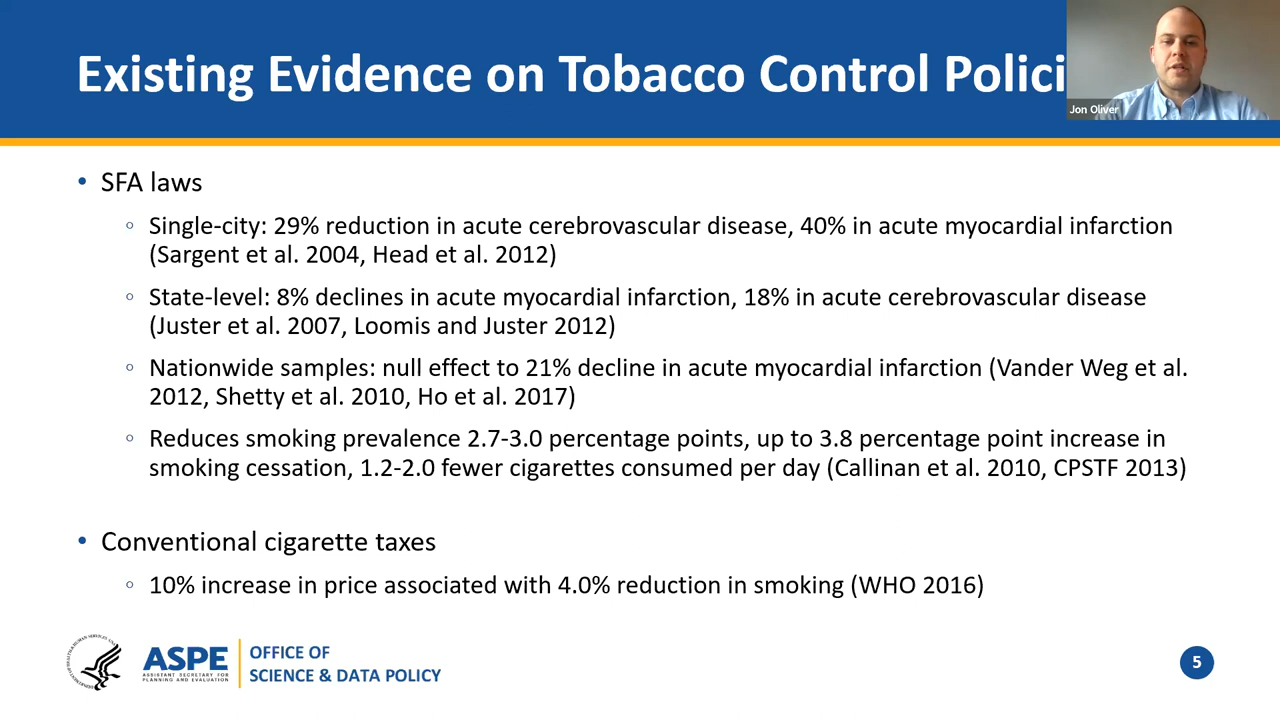 Existing Evidence on Tobacco Control Polici
Jon Oliver
• SFA laws
◦ Single-city: 29% reduction in acute cerebrovascular disease, 40% in acute myocardial infarction
(Sargent et al. 2004, Head et al. 2012)
◦ State-level: 8% declines in acute myocardial infarction, 18% in acute cerebrovascular disease
(Juster et al. 2007, Loomis and Juster 2012)
◦ Nationwide samples: null effect to 21% decline in acute myocardial infarction (Vander Weg et al.
2012, Shetty et al. 2010, Ho et al. 2017)
◦ Reduces smoking prevalence 2.7-3.0 percentage points, up to 3.8 percentage point increase in
smoking cessation, 1.2-2.0 fewer cigarettes consumed per day (Callinan et al. 2010, CPSTF 2013)
• Conventional cigarette taxes
◦ 10% increase in price associated with 4.0% reduction in smoking (WHO 2016)
ASPE
ASSISTANT SECRETARY FOR
PLANNING AND EVALUATION
OFFICE OF
SCIENCE & DATA POLICY
5